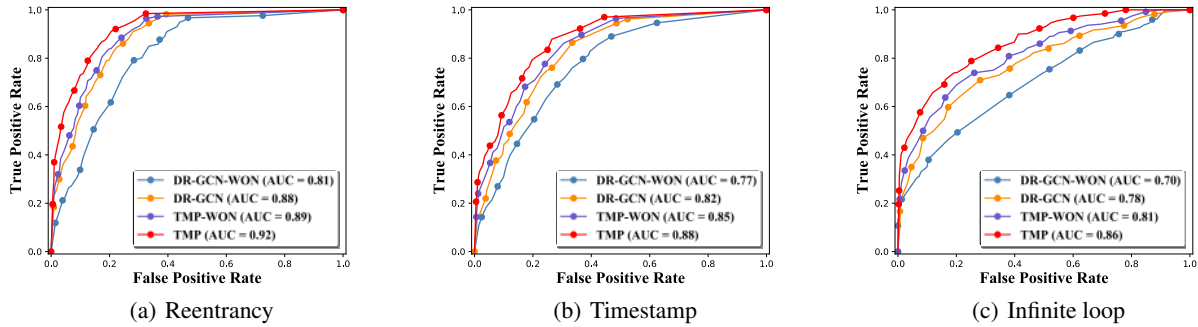 1.0
0.8
0.6
0.4
0.2
0.0
True Positive Rate
DR-GCN-WON (AUC = 0.81)
DR-GCN (AUC = 0.88)
TMP-WON (AUC = 0.89)
TMP (AUC = 0.92)
0.0 0.2 0.4 0.6 0.8 1.0
False Positive Rate
(a) Reentrancy
1.0
0.8
0.6
0.4
0.2
0.0
True Positive Rate
DR-GCN-WON (AUC = 0.77)
DR-GCN (AUC = 0.82)
TMP-WON (AUC = 0.85)
TMP (AUC = 0.88)
0.0 0.2 0.4 0.6 0.8 1.0
False Positive Rate
(b) Timestamp
1.0
0.8
0.6
0.4
0.2
0.0
True Positive Rate
DR-GCN-WON (AUC = 0.70)
DR-GCN (AUC = 0.78)
TMP-WON (AUC = 0.81)
TMP (AUC = 0.86)
0.0 0.2 0.4 0.6 0.8 1.0
False Positive Rate
(c) Infinite loop